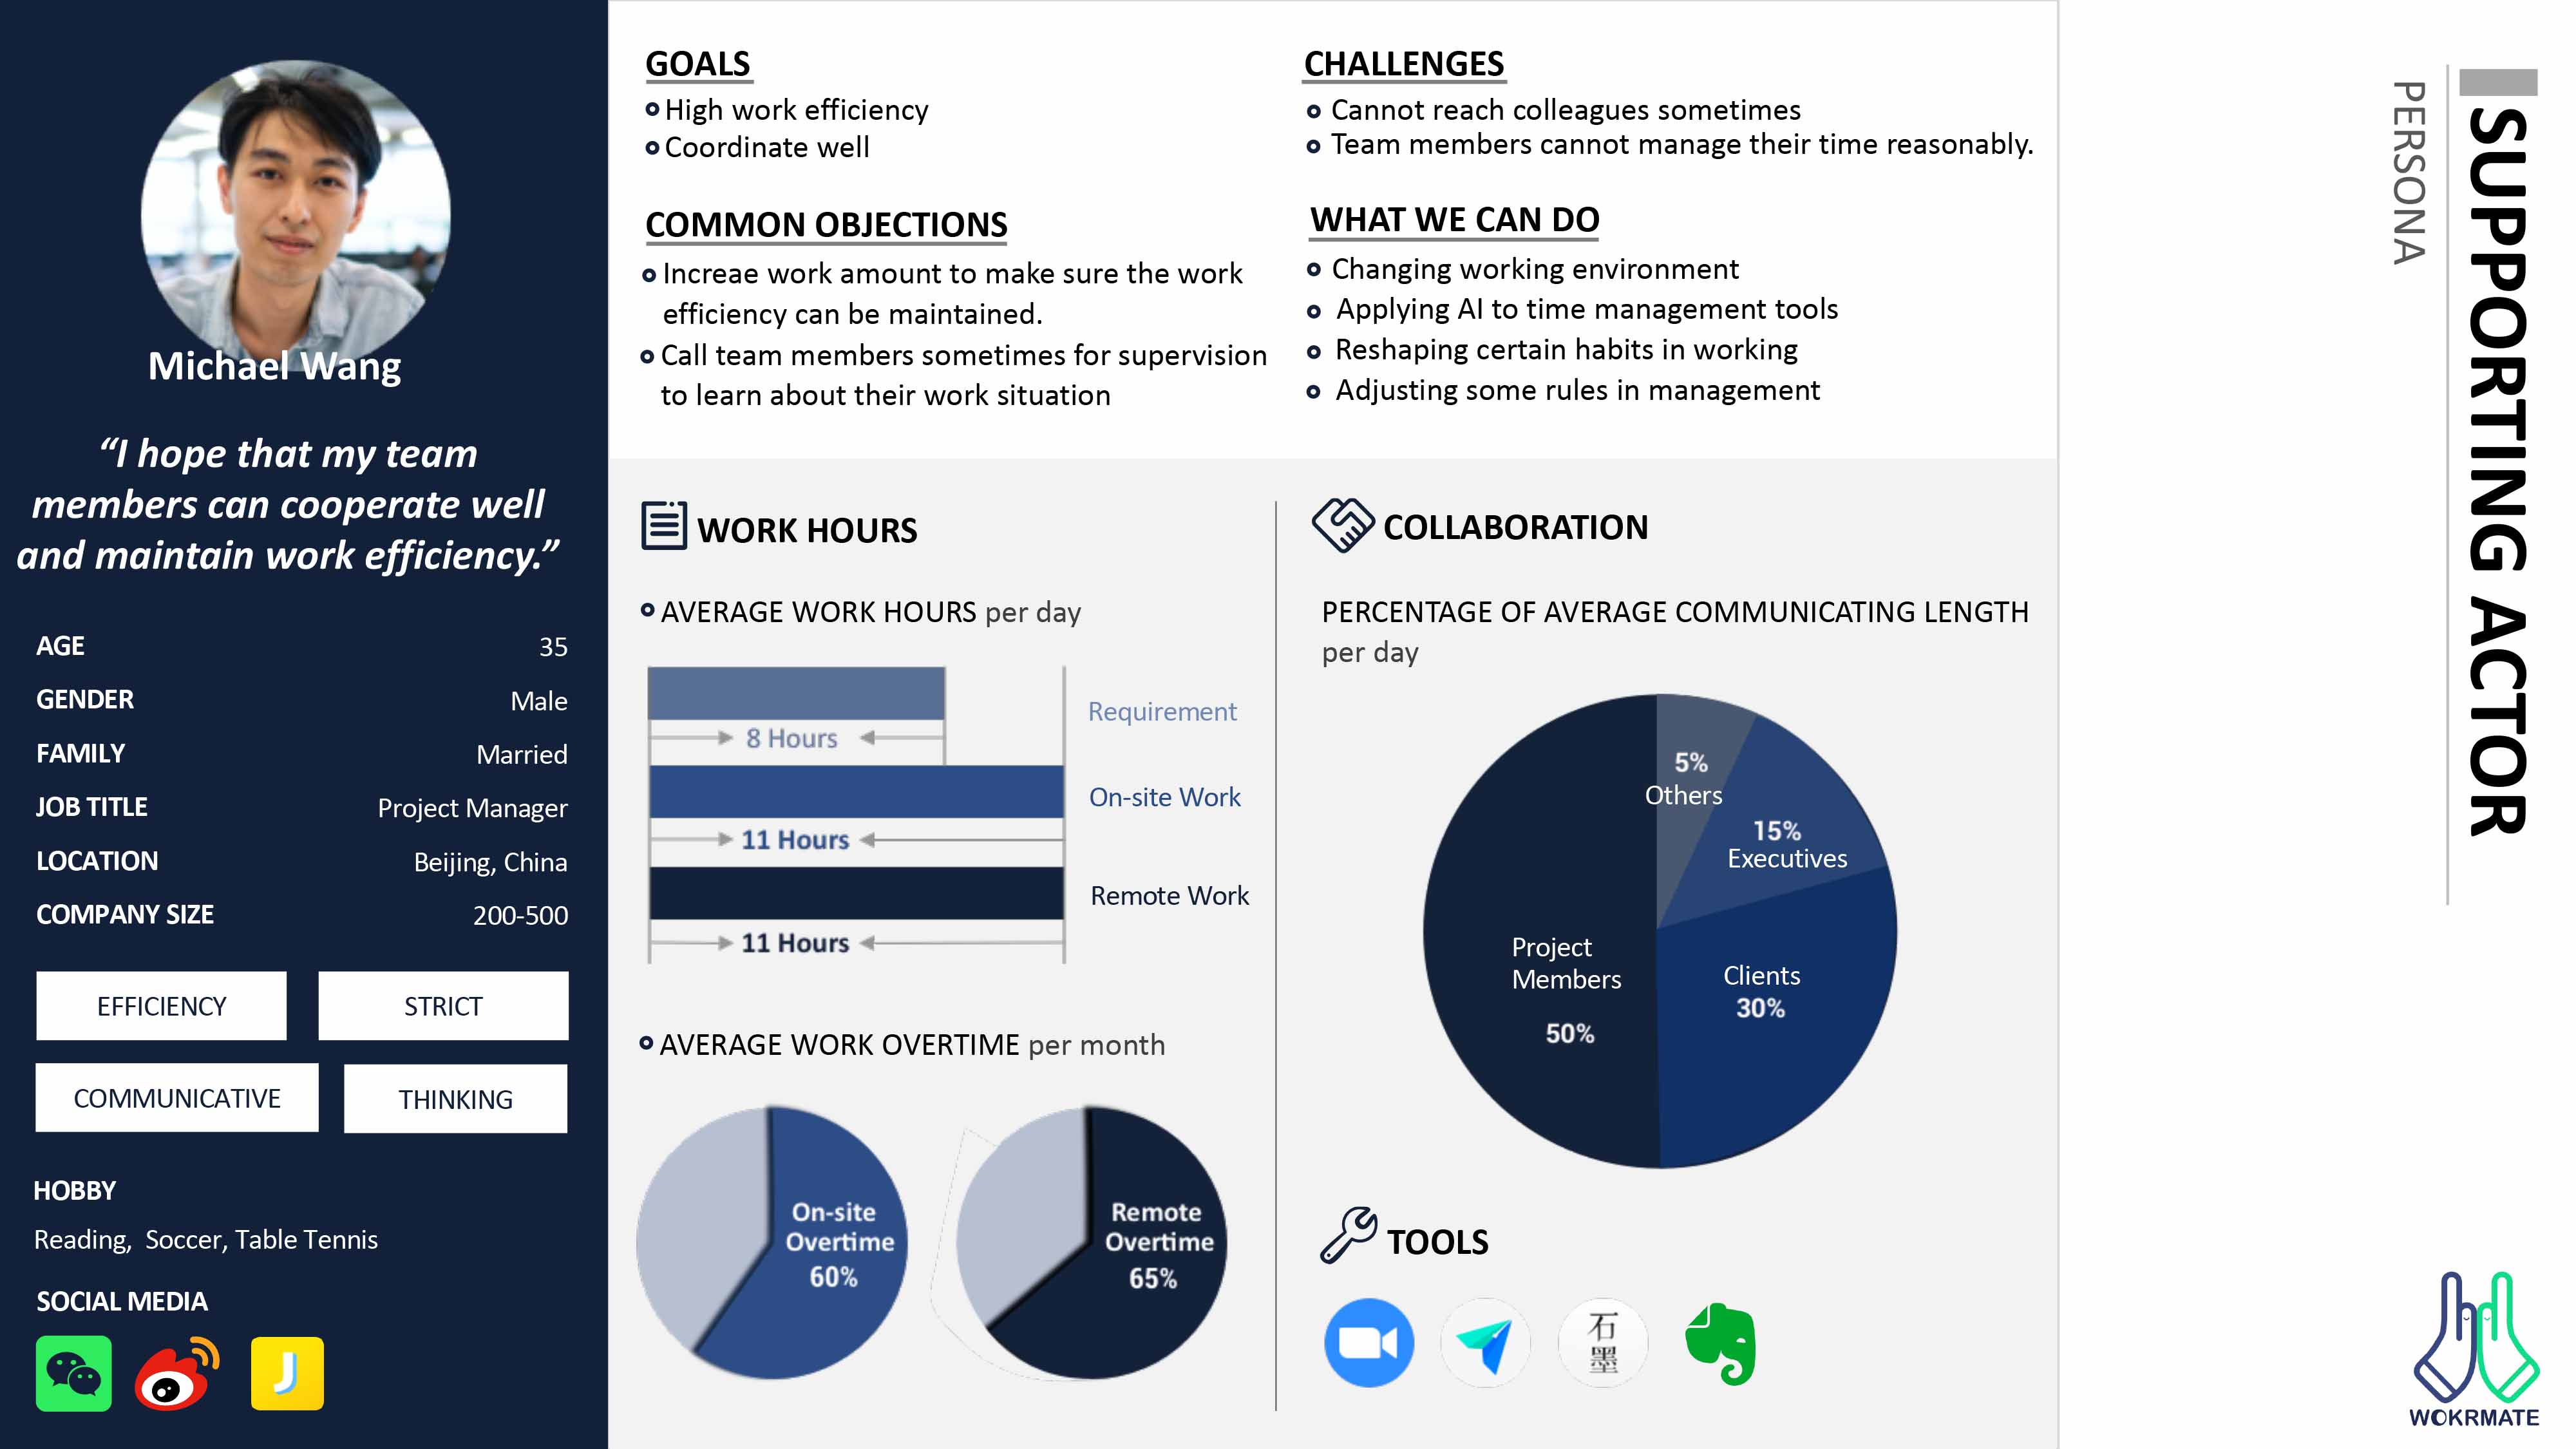 Michael Wang
“I hope that my team
members can cooperate well
and maintain work efficiency.”
AGE 35
GENDER Male
FAMILY Married
JOB TITLE Project Manager
LOCATION Beijing, China
COMPANY SIZE 200-500
EFFICIENCY STRICT
COMMUNICATIVE THINKING
HOBBY
Reading, Soccer, Table Tennis
SOCIAL MEDIA
J
GOALS
High work efficiency
Coordinate well
COMMON OBJECTIONS
Increae work amount to make sure the work
efficiency can be maintained.
Call team members sometimes for supervision
to learn about their work situation
CHALLENGES
Cannot reach colleagues sometimes
Team members cannot manage their time reasonably.
WHAT WE CAN DO
Changing working environment
Applying AI to time management tools
Reshaping certain habits in working
Adjusting some rules in management
WORK HOURS
AVERAGE WORK HOURS per day
Requirement
8 Hours
On-site Work
11 Hours
Remote Work
11 Hours
AVERAGE WORK OVERTIME per month
On-site
Overtime
60%
Remote
Overtime
65%
COLLABORATION
PERCENTAGE OF AVERAGE COMMUNICATING LENGTH
per day
5%
Others
15%
Executives
Clients
30%
Project
Members
50%
TOOLS
石
墨
SUPPORTING ACTOR
PERSONA
WOKRMATE